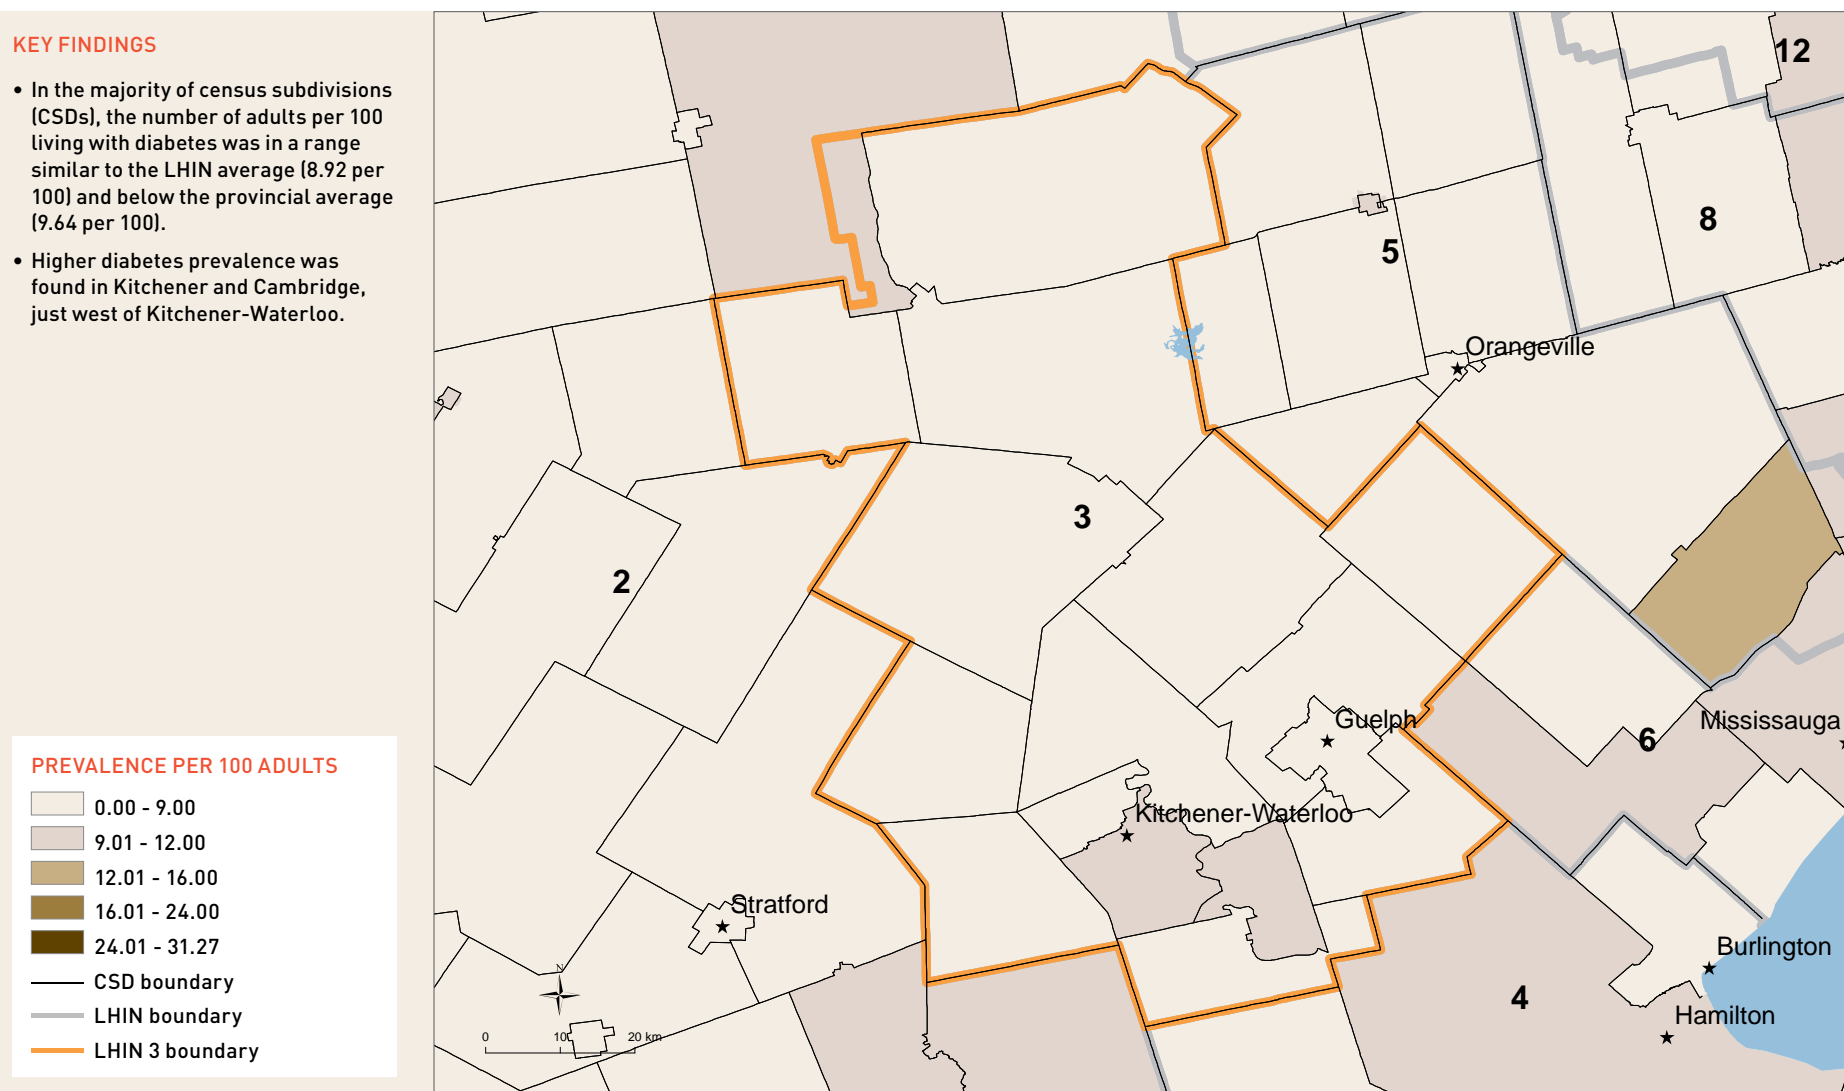 KEY FINDINGS
• In the majority of census subdivisions
(CSDs), the number of adults per 100
living with diabetes was in a range
similar to the LHIN average (8.92 per
100) and below the provincial average
(9.64 per 100).
• Higher diabetes prevalence was
found in Kitchener and Cambridge,
just west of Kitchener-Waterloo.
PREVALENCE PER 100 ADULTS
0.00 - 9.00
9.01 - 12.00
12.01 - 16.00
16.01 - 24.00
24.01 - 31.27
CSD boundary
LHIN boundary
LHIN 3 boundary
12
8
5
Orangeville
3
2
Guelph
Mississauga
6
Kitchener-Waterloo
Stratford
Burlington
4
Hamilton
N
0 10 20 km